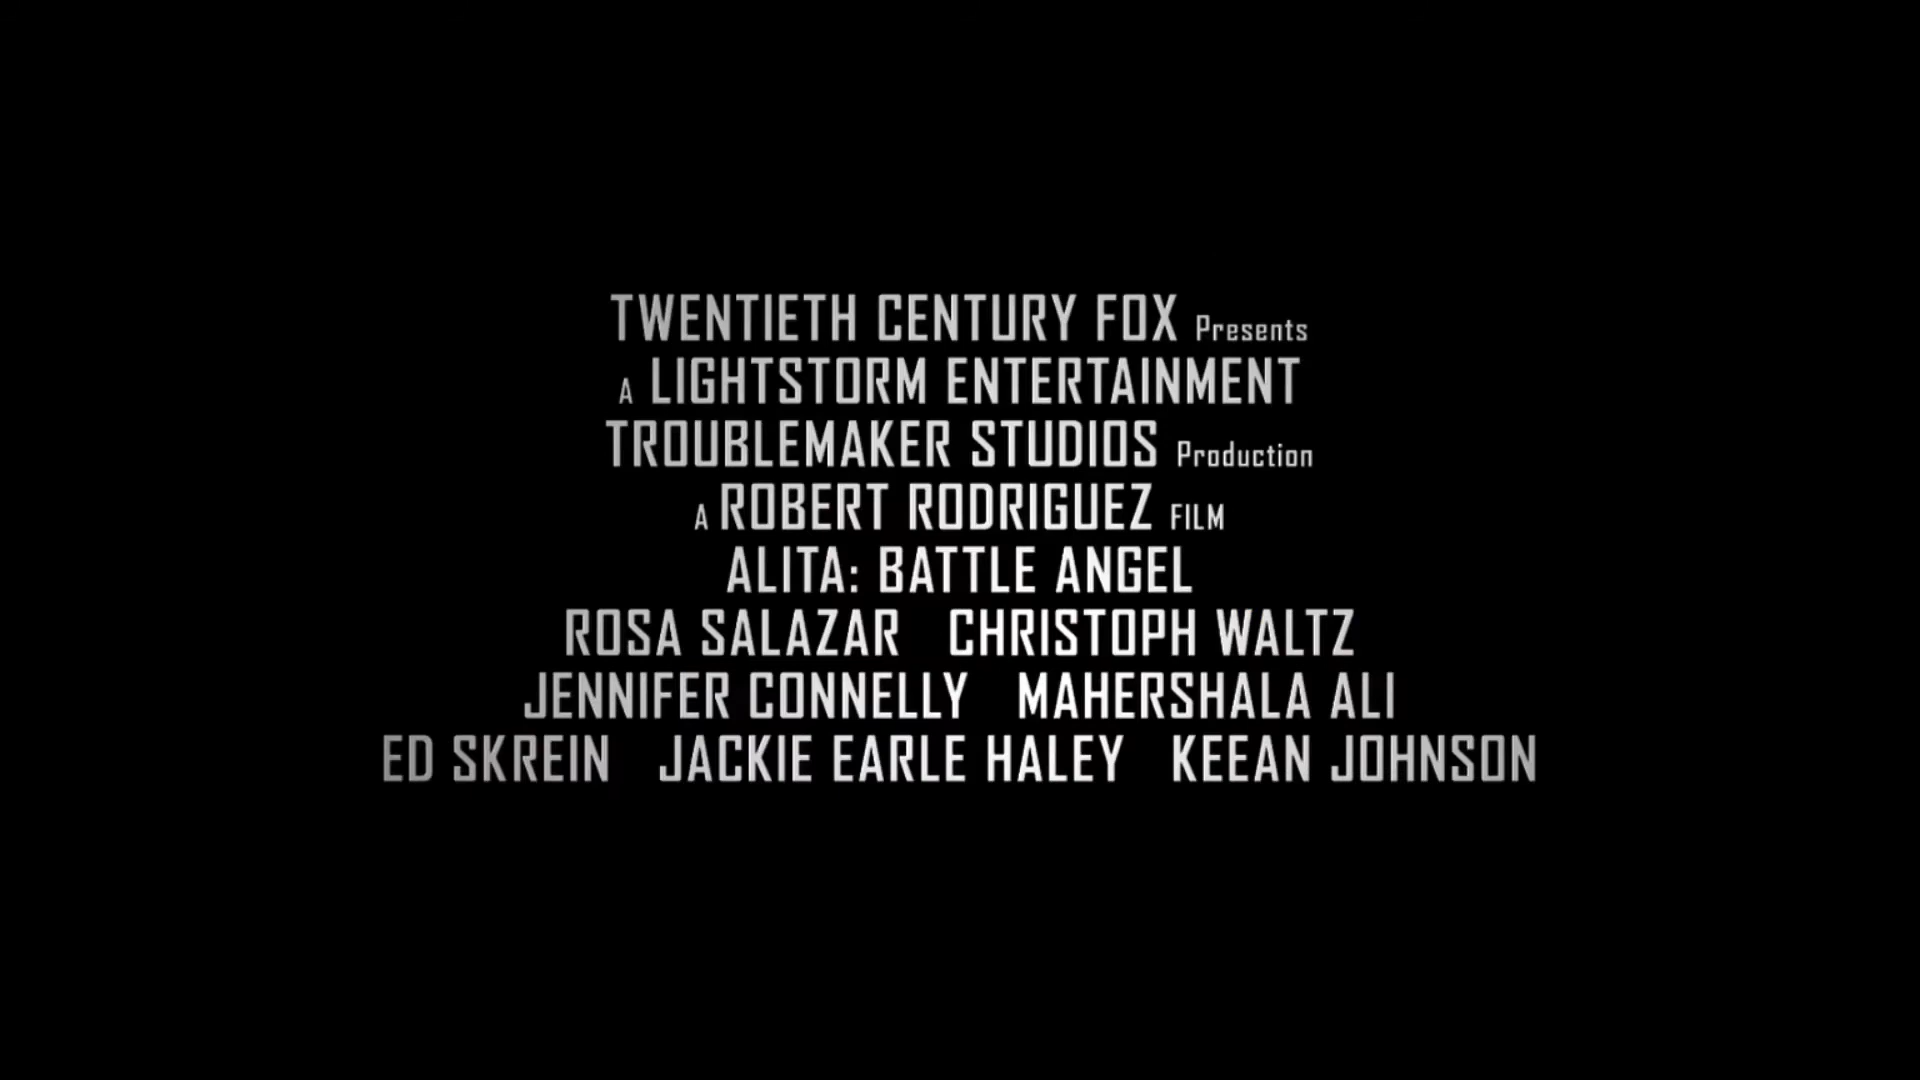 TWENTIETH CENTURY FOX Presents
A LIGHTSTORM ENTERTAINMENT
TROUBLEMAKER STUDIOS Production
A ROBERT RODRIGUEZ FILM
ALITA: BATTLE ANGEL
ROSA SALAZAR CHRISTOPH WALTZ
JENNIFER CONNELLY MAHERSHALA ALI
ED SKREIN JACKIE EARLE HALEY KEEAN JOHNSON